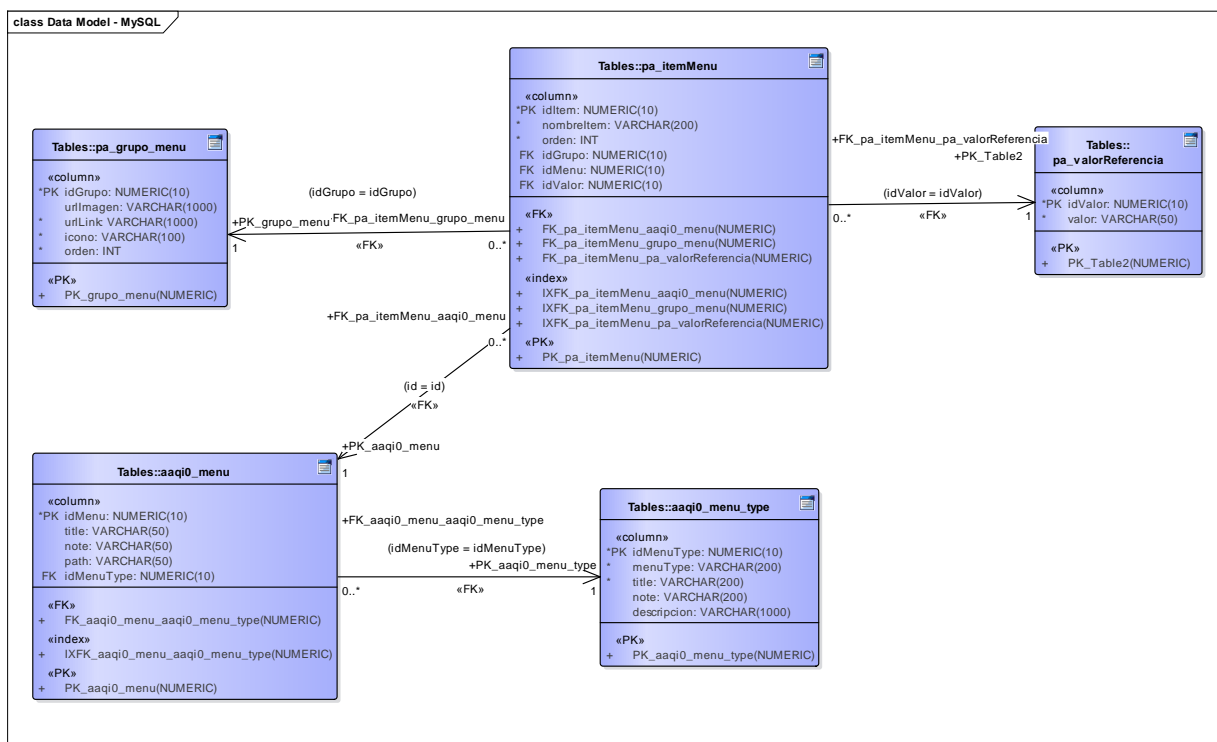 class Data Model - MySQL
Tables::pa_itemMenu
«column»
*PK idItem: NUMERIC(10)
* nombreItem: VARCHAR(200)
* orden: INT
FK idGrupo: NUMERIC(10)
FK idMenu: NUMERIC(10)
FK idValor: NUMERIC(10)
«FK»
+ FK_pa_itemMenu_aaqi0_menu(NUMERIC)
+ FK_pa_itemMenu_grupo_menu(NUMERIC)
+ FK_pa_itemMenu_pa_valorReferencia(NUMERIC)
«index»
+ IXFK_pa_itemMenu_aaqi0_menu(NUMERIC)
+ IXFK_pa_itemMenu_grupo_menu(NUMERIC)
+ IXFK_pa_itemMenu_pa_valorReferencia(NUMERIC)
«PK»
+ PK_pa_itemMenu(NUMERIC)
Tables::pa_grupo_menu
«column»
*PK idGrupo: NUMERIC(10)
urlImagen: VARCHAR(1000)
* urlLink: VARCHAR(1000)
* icono: VARCHAR(100)
* orden: INT
«PK»
+ PK_grupo_menu(NUMERIC)
(idGrupo = idGrupo)
+PK_grupo_menu
FK_pa_itemMenu_grupo_menu
1
«FK»
0..*
+FK_pa_itemMenu_pa_valorReferencia
+PK_Table2
(idValor = idValor)
0..*
«FK»
1
Tables::
pa_valorReferencia
«column»
*PK idValor: NUMERIC(10)
* valor: VARCHAR(50)
«PK»
+ PK_Table2(NUMERIC)
+FK_pa_itemMenu_aaqi0_menu
0..*
(id = id)
«FK»
+PK_aaqi0_menu
1
Tables::aaqi0_menu
«column»
*PK idMenu: NUMERIC(10)
title: VARCHAR(50)
note: VARCHAR(50)
path: VARCHAR(50)
FK idMenuType: NUMERIC(10)
«FK»
+ FK_aaqi0_menu_aaqi0_menu_type(NUMERIC)
«index»
+ IXFK_aaqi0_menu_aaqi0_menu_type(NUMERIC)
«PK»
+ PK_aaqi0_menu(NUMERIC)
+FK_aaqi0_menu_aaqi0_menu_type
(idMenuType = idMenuType)
+PK_aaqi0_menu_type
0..*
«FK»
1
Tables::aaqi0_menu_type
«column»
*PK idMenuType: NUMERIC(10)
* menuType: VARCHAR(200)
* title: VARCHAR(200)
note: VARCHAR(200)
descripcion: VARCHAR(1000)
«PK»
+ PK_aaqi0_menu_type(NUMERIC)